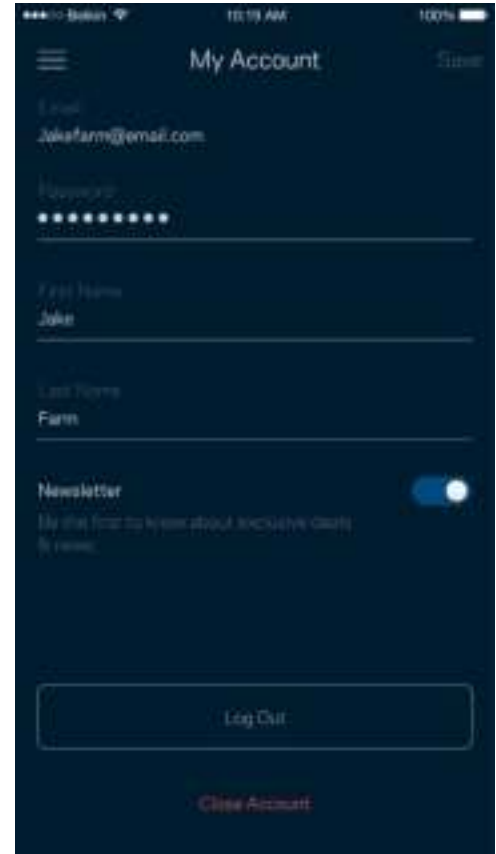 Belkin 10:19 AM 100%
My Account Save
Email
Jakefarm@email.com
Password
First Name
Jake
Last Name
Farm
Newsletter
Be the first to know about exclusive deals
& news.
Log Out
Close Account